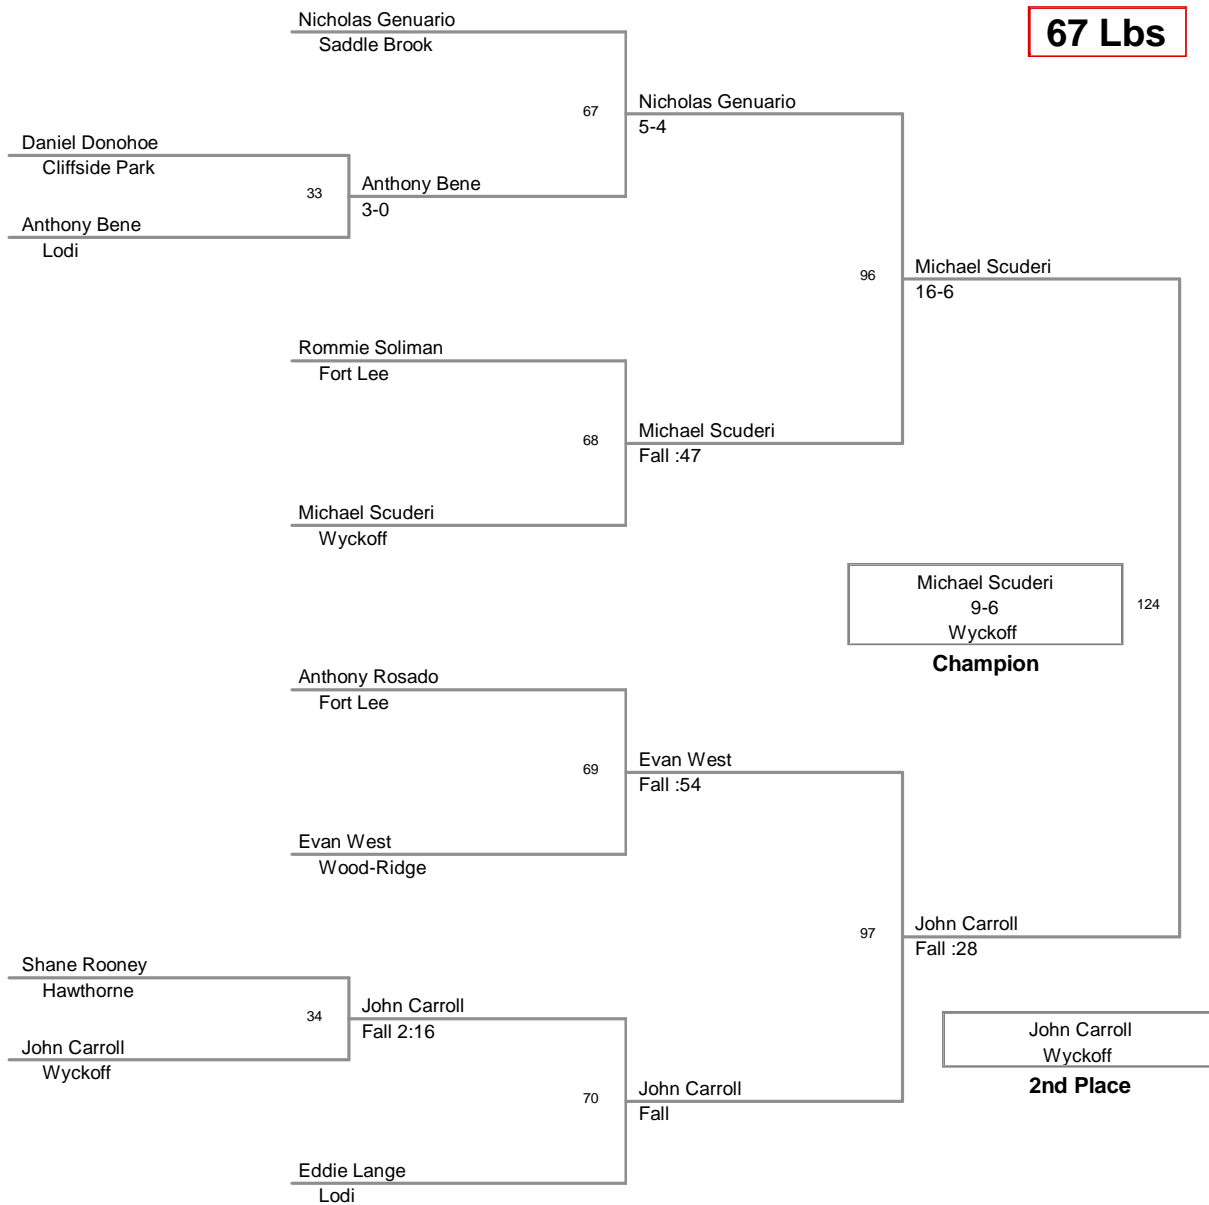 Nicholas Genuario
Saddle Brook
67 Lbs
67
Nicholas Genuario
5-4
Daniel Donohoe
Cliffside Park
33
Anthony Bene
3-0
Anthony Bene
Lodi
96
Michael Scuderi
16-6
Rommie Soliman
Fort Lee
68
Michael Scuderi
Fall :47
Michael Scuderi
Wyckoff
Michael Scuderi
9-6
Wyckoff
124
Champion
Anthony Rosado
Fort Lee
69
Evan West
Fall :54
Evan West
Wood-Ridge
97
John Carroll
Fall :28
Shane Rooney
Hawthorne
34
John Carroll
Fall 2:16
John Carroll
Wyckoff
John Carroll
Wyckoff
2nd Place
70
John Carroll
Fall
Eddie Lange
Lodi